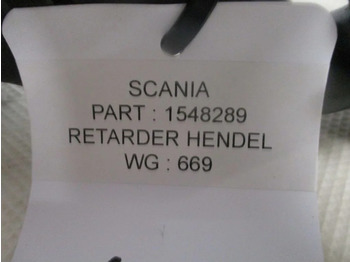 SCANIA
PART : 1548289
RETARDER HENDEL
WG : 669